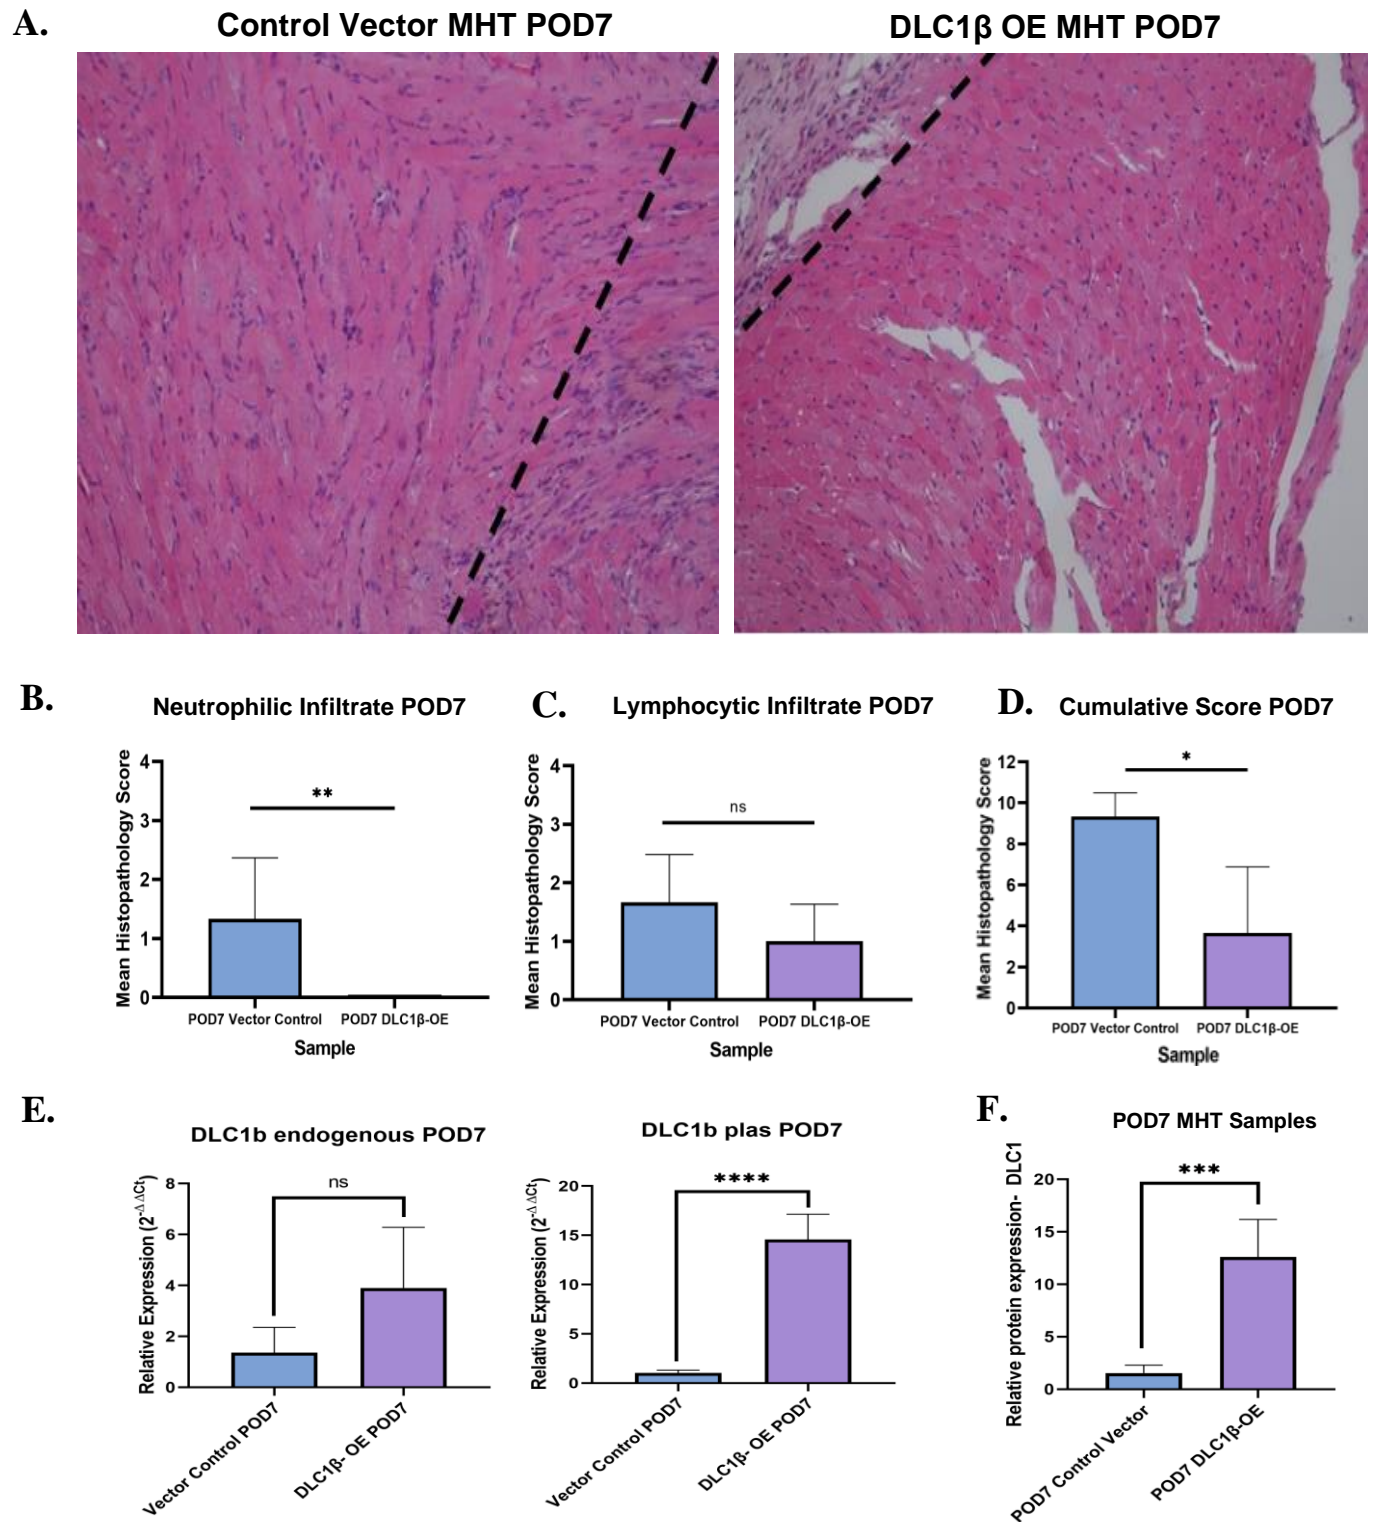 A.
Control Vector MHT POD7
DLC1β OE MHT POD7
B.
Neutrophilic Infiltrate POD7
Mean Histopathology Score
4
3
2
1
0
**
POD7 Vector Control
POD7 DLC1β-OE
Sample
C.
Lymphocytic Infiltrate POD7
Mean Histopathology Score
4
3
2
1
0
ns
POD7 Vector Control
POD7 DLC1β-OE
Sample
D.
Cumulative Score POD7
Mean Histopathology Score
12
10
8
6
4
2
0
*
POD7 Vector Control
POD7 DLC1β-OE
Sample
E.
DLC1b endogenous POD7
Relative Expression (2^-ΔΔCt)
8
6
4
2
0
ns
Vector Control POD7
DLC1β- OE POD7
DLC1b plas POD7
Relative Expression (2^-ΔΔCt)
20
15
10
5
0
****
Vector Control POD7
DLC1β- OE POD7
F.
POD7 MHT Samples
Relative protein expression- DLC1
20
15
10
5
0
***
POD7 Control Vector
POD7 DLC1β-OE